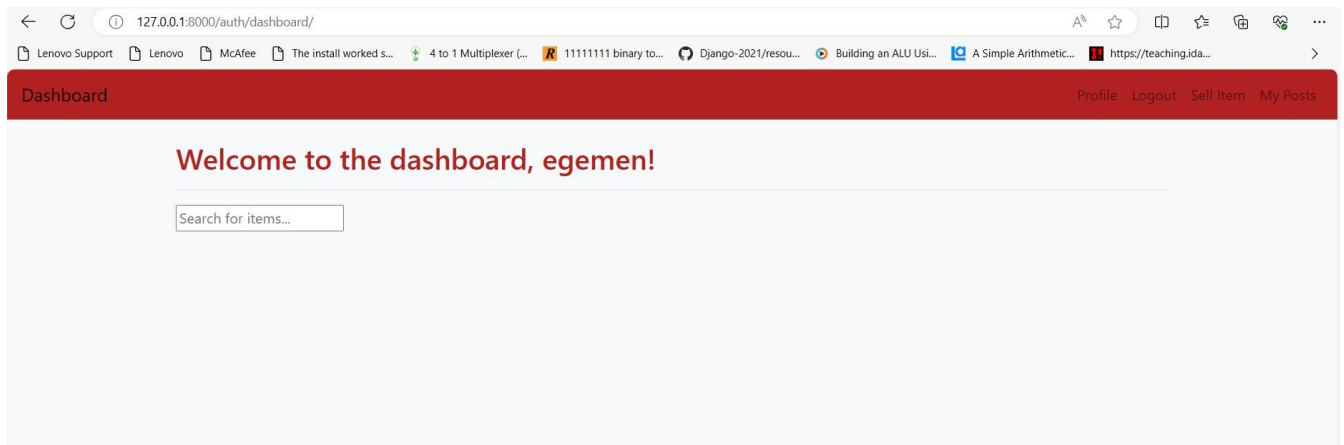 127.0.0.1:8000/auth/dashboard/
Lenovo Support Lenovo McAfee The install worked s... 4 to 1 Multiplexer (... R 11111111 binary to... Django-2021/resou... Building an ALU Usi... A Simple Arithmetic... https://teaching.ida...
Dashboard Profile Logout Sell Item My Posts
Welcome to the dashboard, egemen!
Search for items...